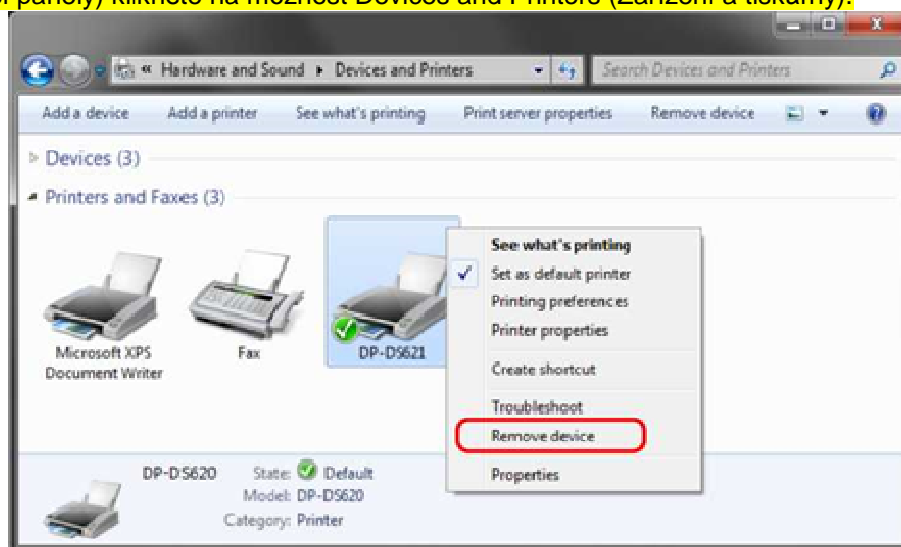 panely) klikněte na možnost Devices and Printers (Zařízení a tiskárny).
« Hardware and Sound ▸ Devices and Printers
Search Devices and Printers
Add a device Add a printer See what's printing Print server properties Remove device
Devices (3)
Printers and Faxes (3)
See what's printing
Set as default printer
Printing preferences
Printer properties
Create shortcut
Troubleshoot
Remove device
Properties
Microsoft XPS
Document Writer
Fax
DP-DS621
DP-DS620 State: Default
Model: DP-DS620
Category: Printer